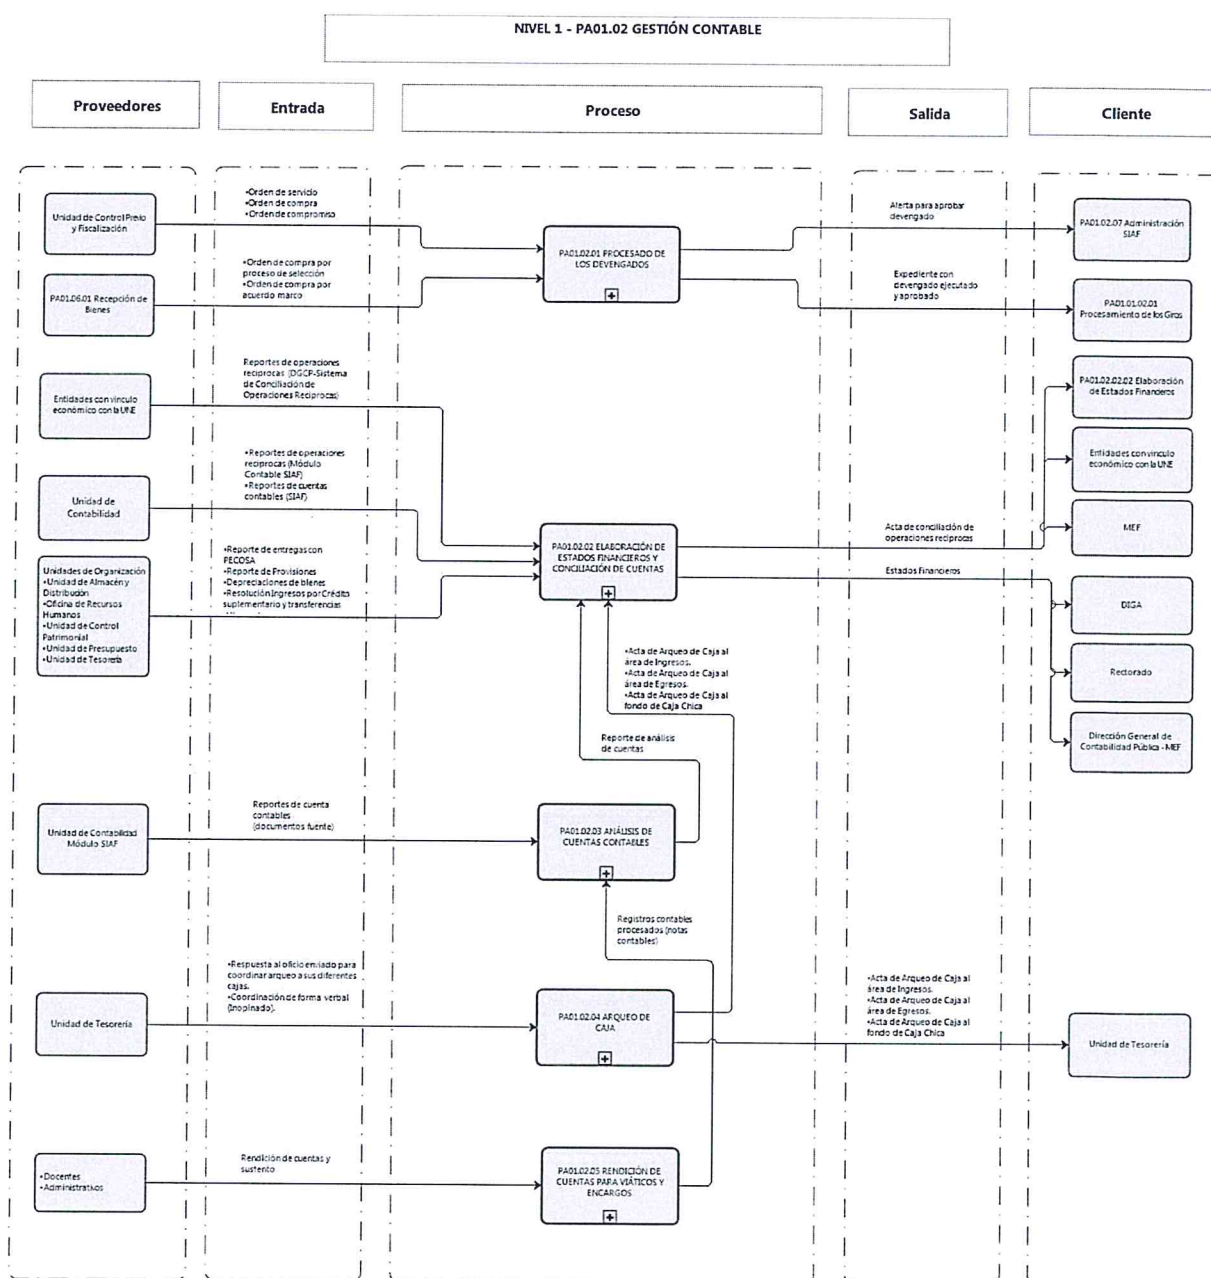 NIVEL 1 - PA01.02 GESTIÓN CONTABLE
Proveedores
Entrada
Proceso
Salida
Cliente
Unidad de Control Previo
y Fiscalización
•Orden de servicio
•Orden de compra
•Orden de compromiso
PA01.02.01 PROCESADO DE
LOS DEVENGADOS
Alerta para aprobar
devengado
PA01.02.07 Administración
SIAF
PA01.06.01 Recepción de
Bienes
•Orden de compra por
proceso de selección
•Orden de compra por
acuerdo marco
Expediente con
devengado ejecutado
y aprobado
PA01.01.02.01
Procesamiento de los Giros
Entidades con vínculo
económico con la UNE
Reportes de operaciones
reciprocas (DGCP-Sistema
de Conciliación de
Operaciones Reciprocas)
PA01.02.02.02 Elaboración
de Estados Financieros
Entidades con vínculo
económico con la UNE
Unidad de
Contabilidad
•Reportes de operaciones
reciprocas (Módulo
Contable SIAF)
•Reportes de cuentas
contables (SIAF)
PA01.02.02 ELABORACIÓN DE
ESTADOS FINANCIEROS Y
CONCILIACIÓN DE CUENTAS
Acta de conciliación de
operaciones reciprocas
MEF
Estados Financieros
Unidades de Organización
•Unidad de Almacén y
Distribución
•Oficina de Recursos
Humanos
•Unidad de Control
Patrimonial
•Unidad de Presupuesto
•Unidad de Tesorería
•Reporte de entregas con
PECOSA
•Reporte de Provisiones
•Depreciaciones de bienes
•Resolución Ingresos por Crédito
suplementario y transferencias
DIGA
Rectorado
Dirección General de
Contabilidad Pública - MEF
•Acta de Arqueo de Caja al
área de Ingresos.
•Acta de Arqueo de Caja al
área de Egresos.
•Acta de Arqueo de Caja al
fondo de Caja Chica
Reporte de análisis
de cuentas
Unidad de Contabilidad
Módulo SIAF
Reportes de cuenta
contables
(documentos fuente)
PA01.02.03 ANÁLISIS DE
CUENTAS CONTABLES
Registros contables
procesados (notas
contables)
Unidad de Tesorería
•Respuesta al oficio enviado para
coordinar arqueo a sus diferentes
cajas.
•Coordinación de forma verbal
(Inopinado).
PA01.02.04 ARQUEO DE
CAJA
•Acta de Arqueo de Caja al
área de Ingresos.
•Acta de Arqueo de Caja al
área de Egresos.
•Acta de Arqueo de Caja al
fondo de Caja Chica
Unidad de Tesorería
•Docentes
•Administrativos
Rendición de cuentas y
sustento
PA01.02.05 RENDICIÓN DE
CUENTAS PARA VIÁTICOS Y
ENCARGOS